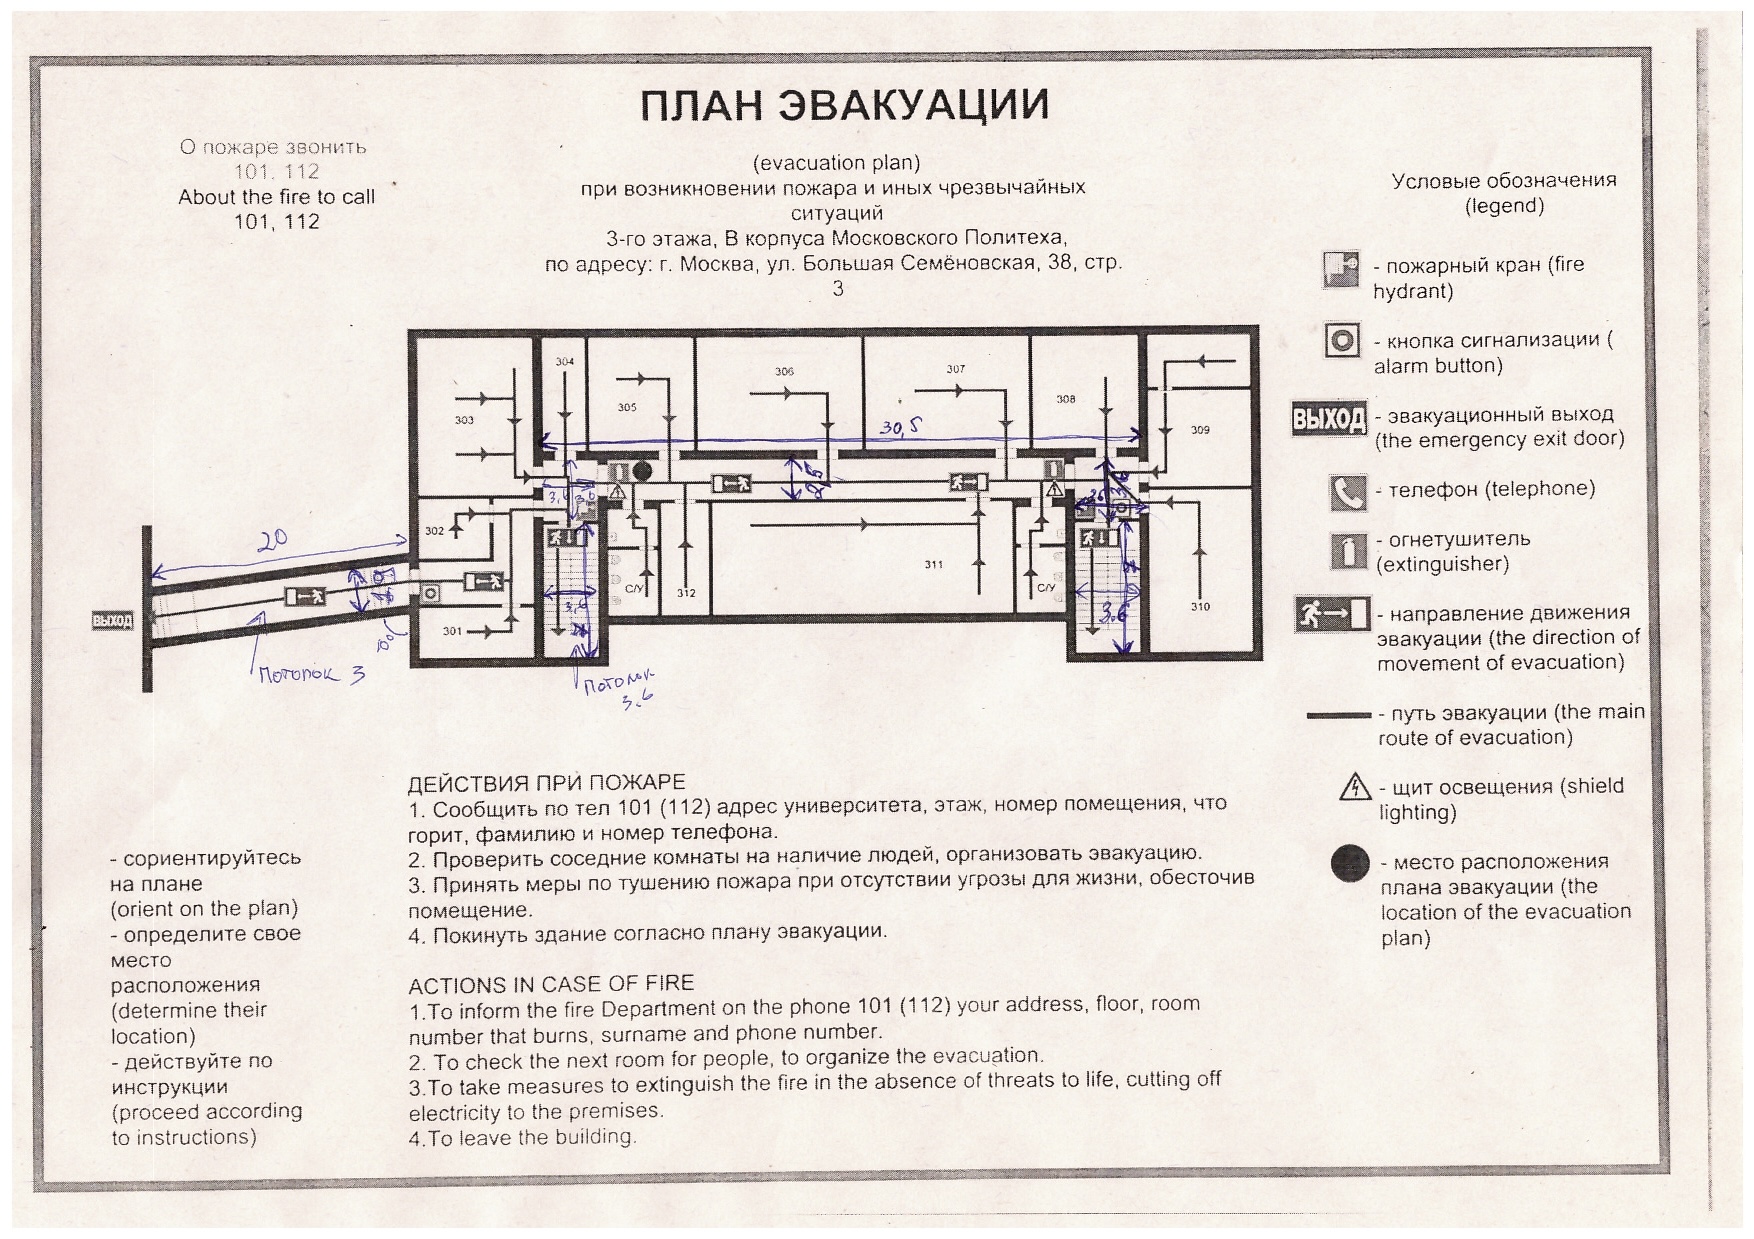 ПЛАН ЭВАКУАЦИИ
(evacuation plan)
при возникновении пожара и иных чрезвычайных
ситуаций
3-го этажа, В корпуса Московского Политеха,
по адресу: г. Москва, ул. Большая Семёновская, 38, стр.
3
О пожаре звонить
101. 112
About the fire to call
101, 112
Условые обозначения
(legend)
- пожарный кран (fire
hydrant)
- кнопка сигнализации (
alarm button)
ВЫХОД - эвакуационный выход
(the emergency exit door)
- телефон (telephone)
- огнетушитель
(extinguisher)
- направление движения
эвакуации (the direction of
movement of evacuation)
- путь эвакуации (the main
route of evacuation)
- щит освещения (shield
lighting)
- место расположения
плана эвакуации (the
location of the evacuation
plan)
304
306
307
303
305
308
309
30,5
2,5
3,6
3,6
3,6
302
20
311
С/У
312
С/У
310
ВЫХОД
301
3,6
3.6
Потолок 3
Потолок
3.6
ДЕЙСТВИЯ ПРИ ПОЖАРЕ
1. Сообщить по тел 101 (112) адрес университета, этаж, номер помещения, что
горит, фамилию и номер телефона.
2. Проверить соседние комнаты на наличие людей, организовать эвакуацию.
3. Принять меры по тушению пожара при отсутствии угрозы для жизни, обесточив
помещение.
4. Покинуть здание согласно плану эвакуации.
ACTIONS IN CASE OF FIRE
1.To inform the fire Department on the phone 101 (112) your address, floor, room
number that burns, surname and phone number.
2. To check the next room for people, to organize the evacuation.
3.To take measures to extinguish the fire in the absence of threats to life, cutting off
electricity to the premises.
4.To leave the building.
- сориентируйтесь
на плане
(orient on the plan)
- определите свое
место
расположения
(determine their
location)
- действуйте по
инструкции
(proceed according
to instructions)